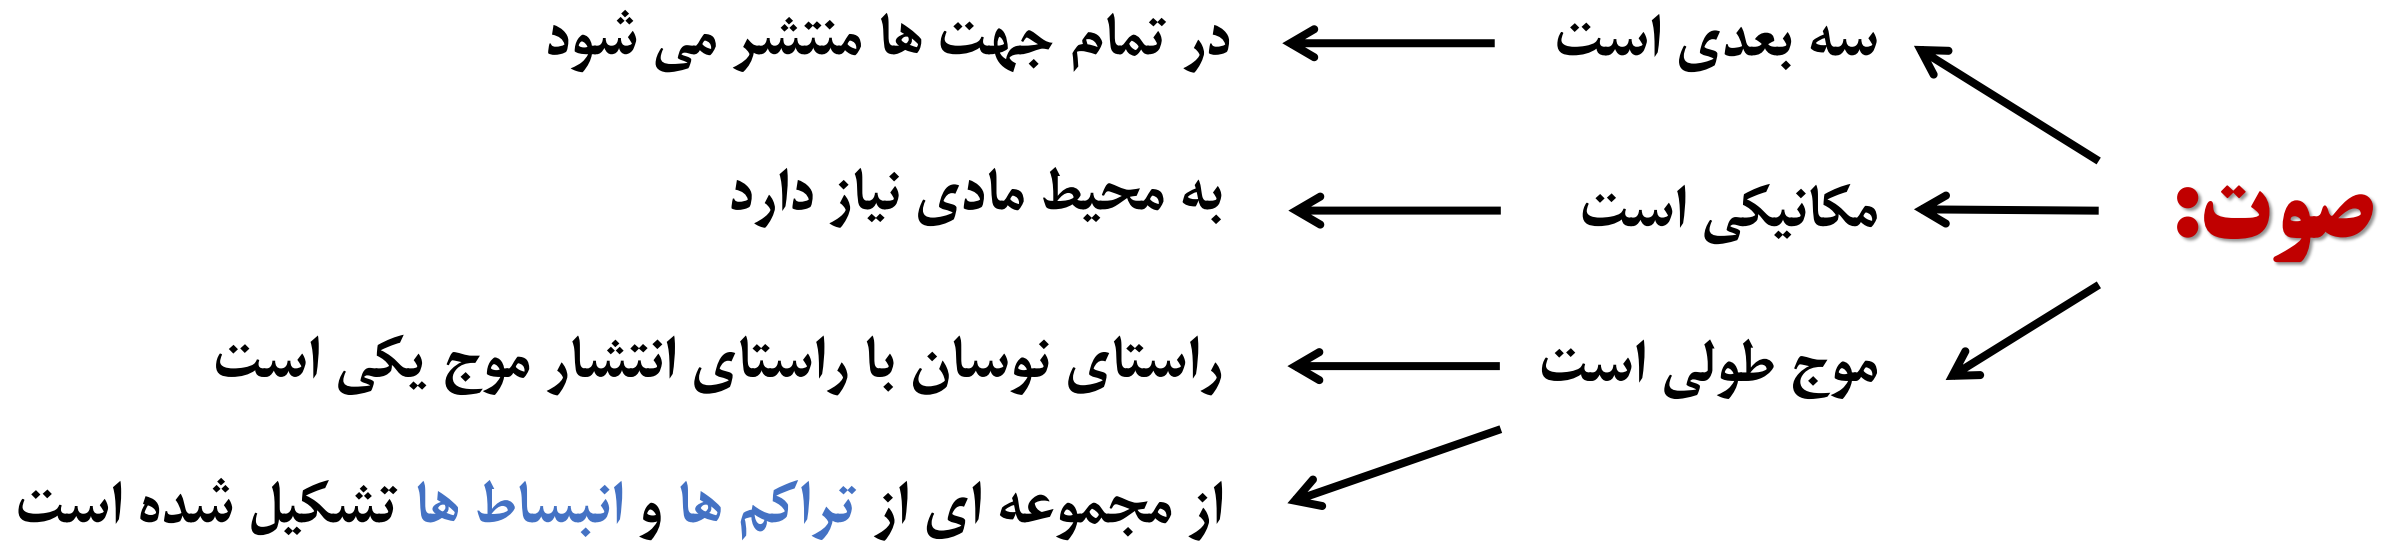 صوت:
سه بعدی است
در تمام جهت ها منتشر می شود
مکانیکی است
به محیط مادی نیاز دارد
موج طولی است
راستای نوسان با راستای انتشار موج یکی است
از مجموعه ای از تراکم ها و انبساط ها تشکیل شده است